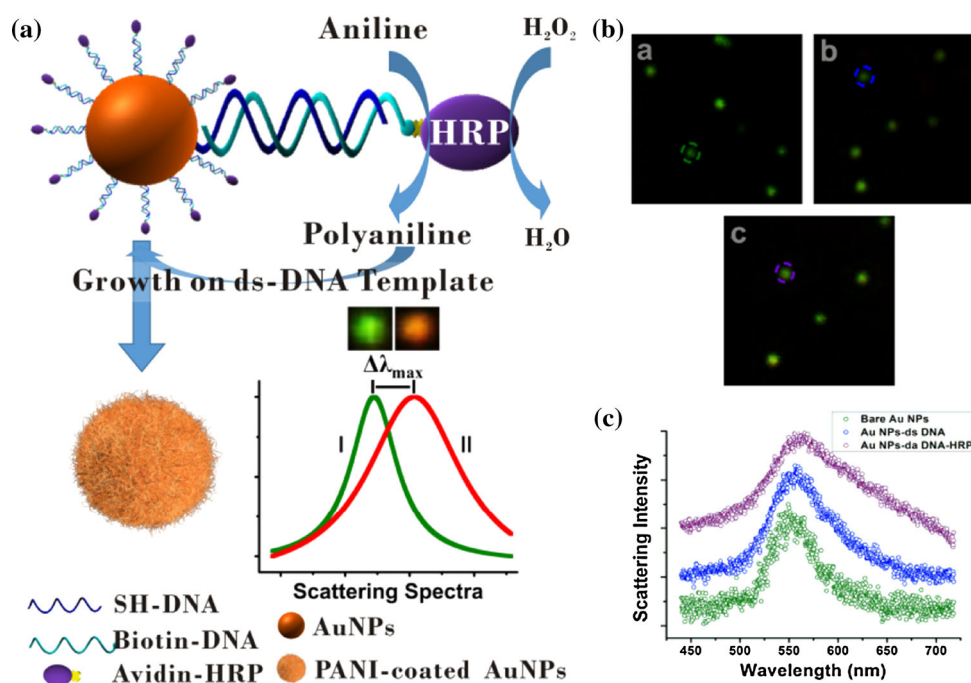 (a)
Aniline
H₂O₂
HRP
Polyaniline
H₂O
Growth on ds-DNA Template
Δλmax
I
II
Scattering Spectra
SH-DNA
Biotin-DNA
Avidin-HRP
AuNPs
PANI-coated AuNPs
(b)
a
b
c
(c)
Bare Au NPs
Au NPs-ds DNA
Au NPs-da DNA-HRP
Scattering Intensity
450 500 550 600 650 700
Wavelength (nm)